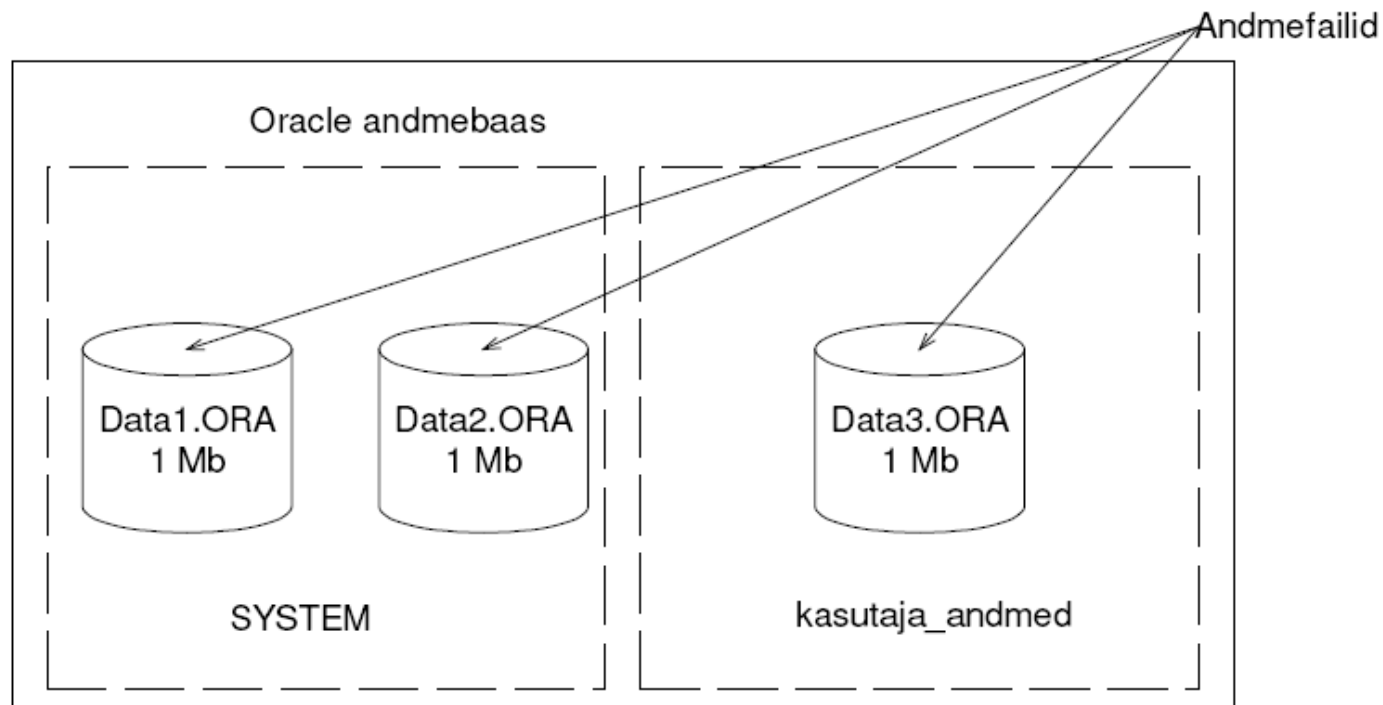 Andmefailid
Oracle andmebaas
Data1.ORA
1 Mb
Data2.ORA
1 Mb
Data3.ORA
1 Mb
SYSTEM
kasutaja_andmed